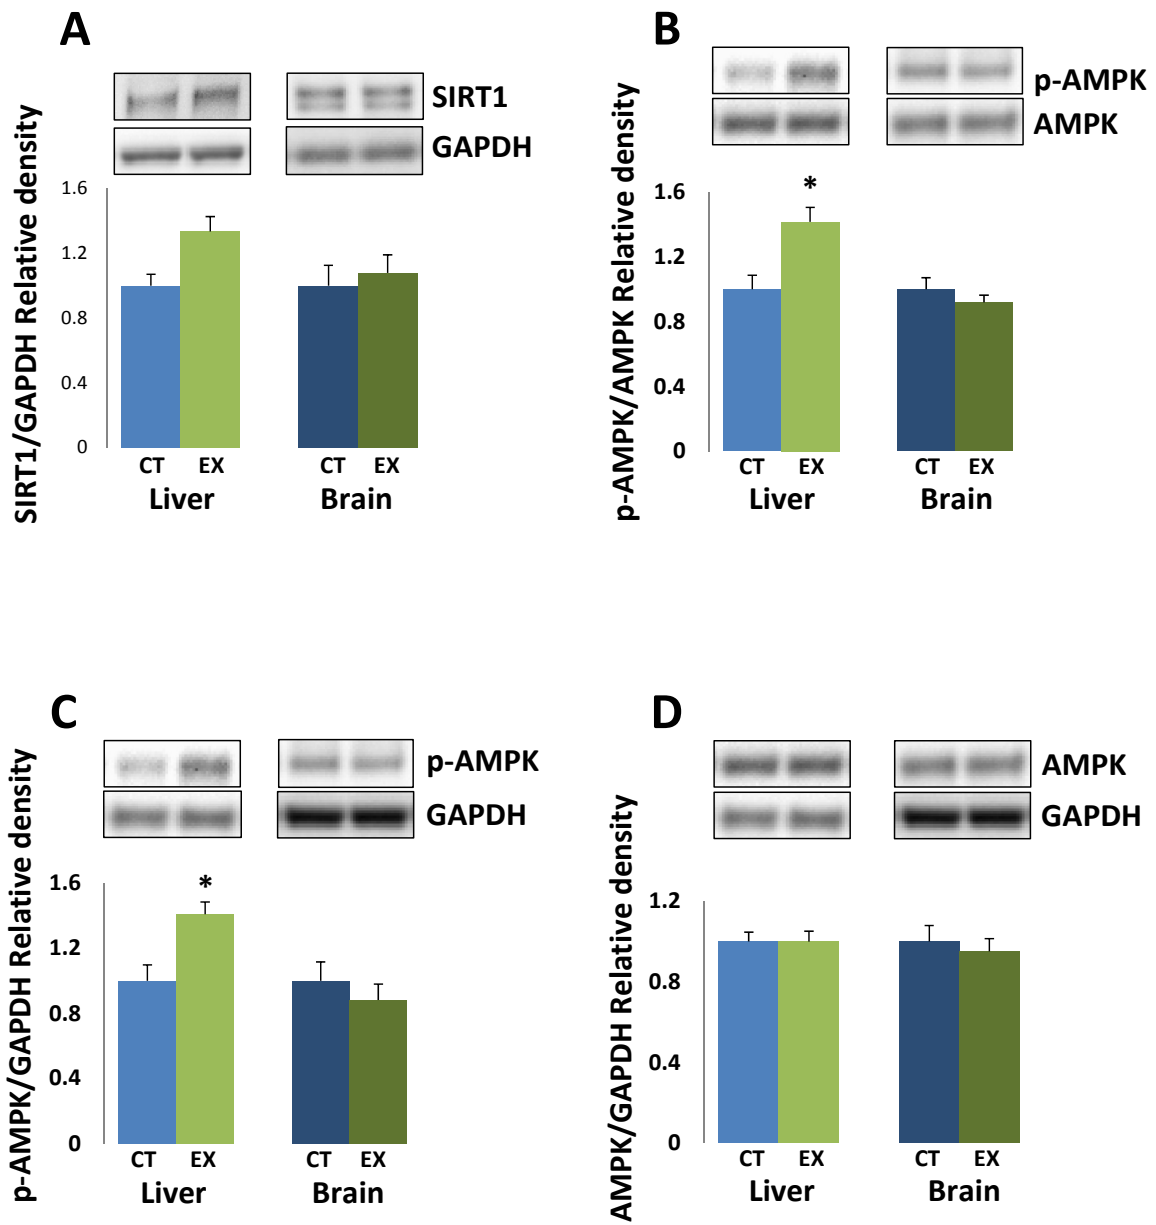 A
SIRT1
GAPDH
SIRT1/GAPDH Relative density
1.6
1.2
0.8
0.4
0
CT EX CT EX
Liver Brain
B
p-AMPK
AMPK
p-AMPK/AMPK Relative density
1.6
*
1.2
0.8
0.4
0
CT EX CT EX
Liver Brain
C
p-AMPK
GAPDH
p-AMPK/GAPDH Relative density
1.6
*
1.2
0.8
0.4
0
CT EX CT EX
Liver Brain
D
AMPK
GAPDH
AMPK/GAPDH Relative density
1.2
0.8
0.4
0
CT EX CT EX
Liver Brain